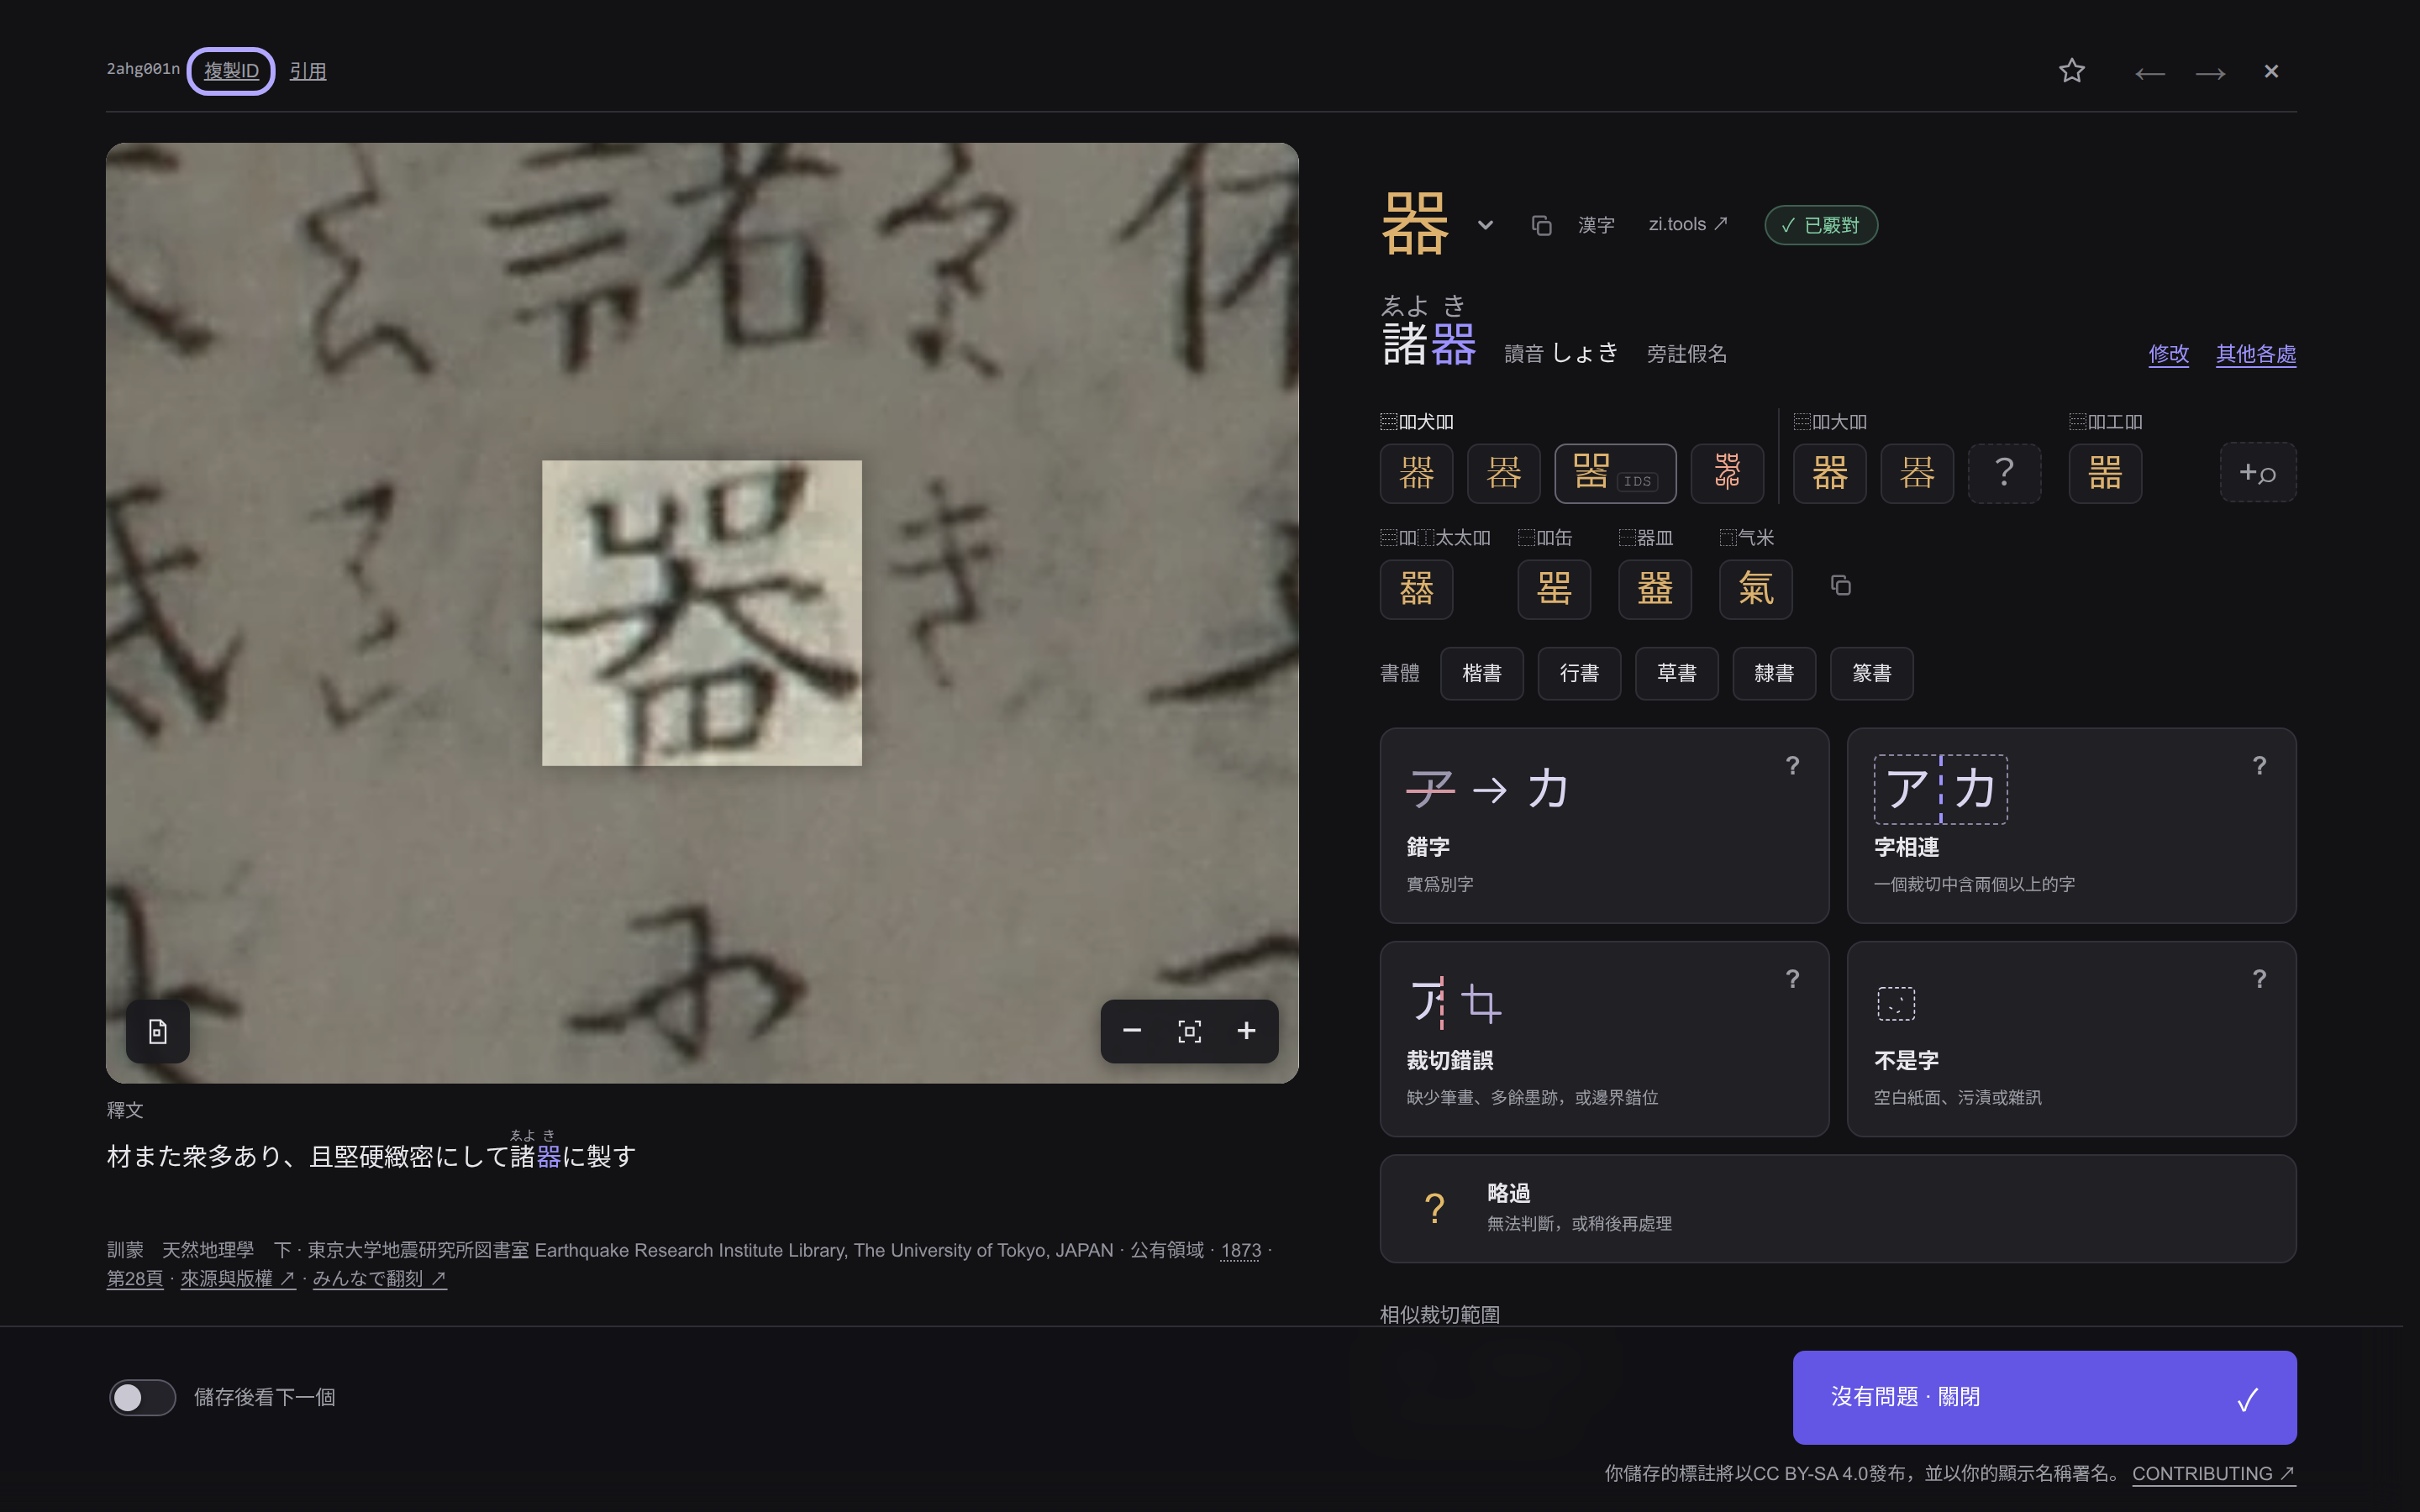 2ahg001n 複製ID 引用
諸
器
き
器 漢字 zi.tools ↗ ✓ 已覈對
ゑよ き
諸器 讀音 しょき 旁註假名 修改 其他各處
⿳吅犬吅 ⿳吅大吅 ⿳吅工吅
器 器 IDS 器 器 ? 噐 +
⿳吅⿰太太吅 ⿱吅缶 ⿱器皿 ⿹气米
氣
書體 楷書 行書 草書 隸書 篆書
ア → カ ?
錯字
實爲別字
ア カ ?
字相連
一個裁切中含兩個以上的字
ア ?
裁切錯誤
缺少筆畫、多餘墨跡，或邊界錯位
?
不是字
空白紙面、污漬或雜訊
? 略過
無法判斷，或稍後再處理
相似裁切範圍
釋文
ゑよ き
材また衆多あり、且堅硬緻密にして諸器に製す
訓蒙　天然地理學　下 · 東京大学地震研究所図書室 Earthquake Research Institute Library, The University of Tokyo, JAPAN · 公有領域 · 1873 ·
第28頁 · 來源與版權 ↗ · みんなで翻刻 ↗
儲存後看下一個
沒有問題 · 關閉 ✓
你儲存的標註將以CC BY-SA 4.0發布，並以你的顯示名稱署名。 CONTRIBUTING ↗